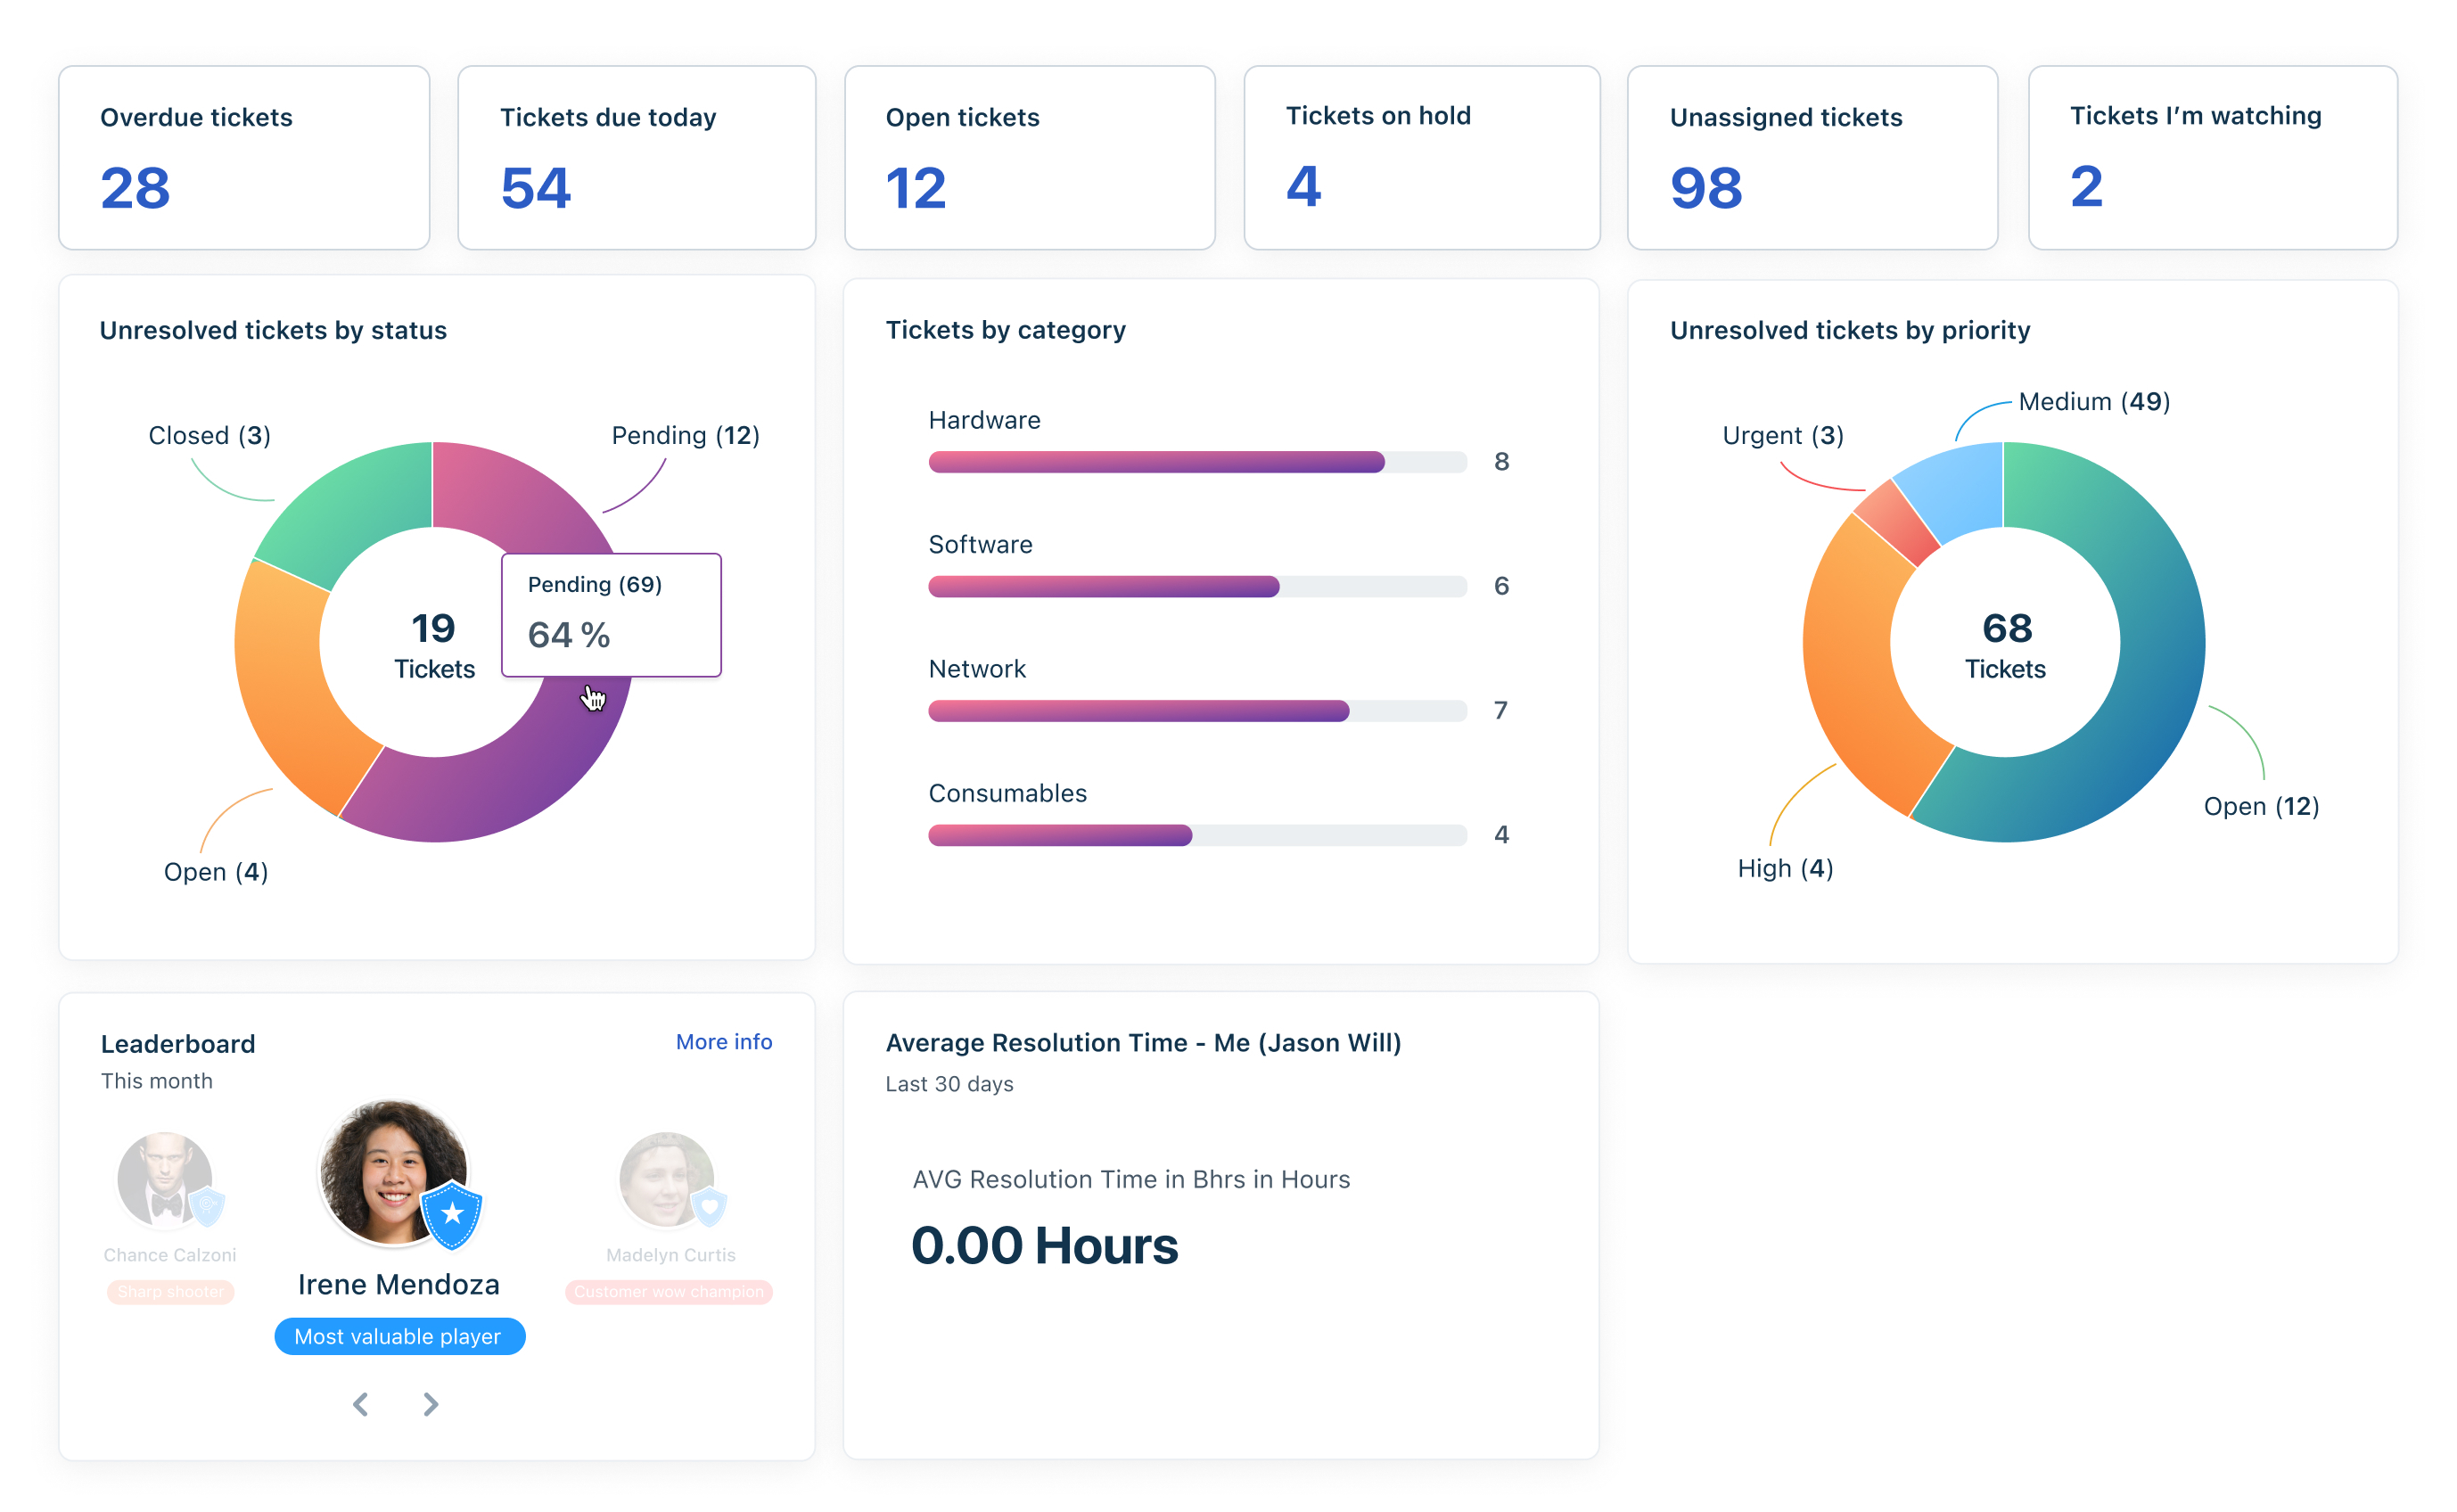 Overdue tickets
28
Tickets due today
54
Open tickets
12
Tickets on hold
4
Unassigned tickets
98
Tickets I’m watching
2
Unresolved tickets by status
Closed (3)
Pending (12)
Pending (69)
64 %
19
Tickets
Open (4)
Tickets by category
Hardware
8
Software
6
Network
7
Consumables
4
Unresolved tickets by priority
Medium (49)
Urgent (3)
68
Tickets
Open (12)
High (4)
Leaderboard
More info
This month
Chance Calzoni
Sharp shooter
Irene Mendoza
Most valuable player
Madelyn Curtis
Customer wow champion
Average Resolution Time - Me (Jason Will)
Last 30 days
AVG Resolution Time in Bhrs in Hours
0.00 Hours